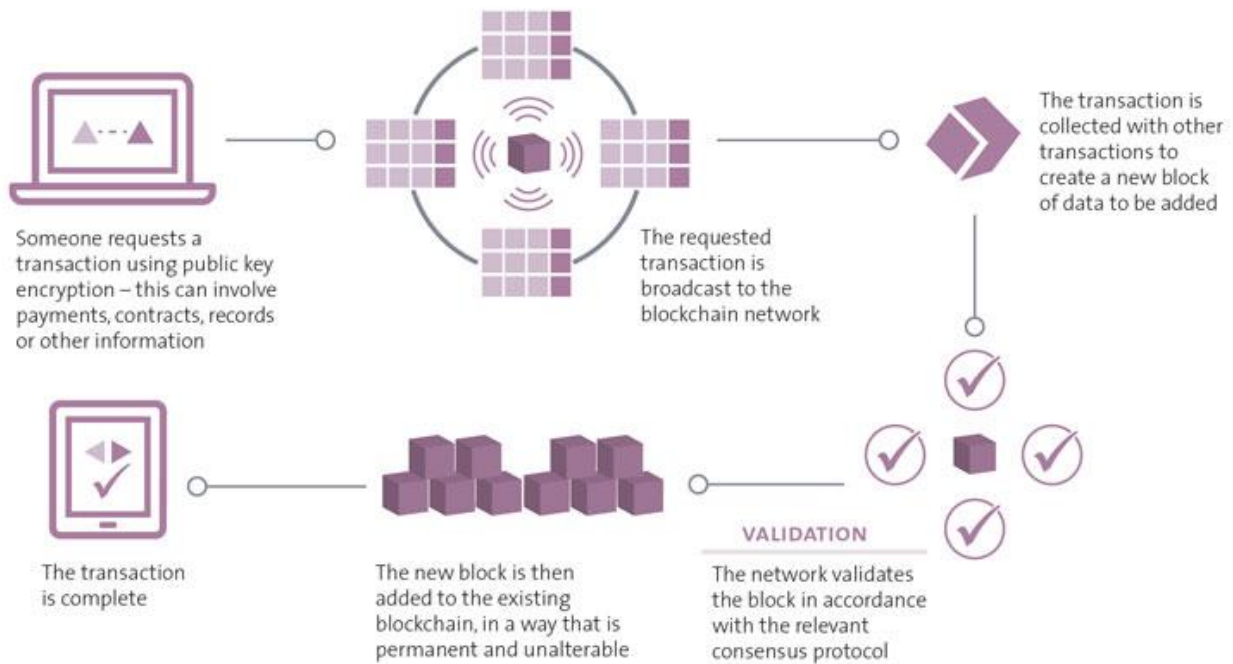 Someone requests a
transaction using public key
encryption – this can involve
payments, contracts, records
or other information
The requested
transaction is
broadcast to the
blockchain network
The transaction is
collected with other
transactions to
create a new block
of data to be added
VALIDATION
The network validates
the block in accordance
with the relevant
consensus protocol
The new block is then
added to the existing
blockchain, in a way that is
permanent and unalterable
The transaction
is complete